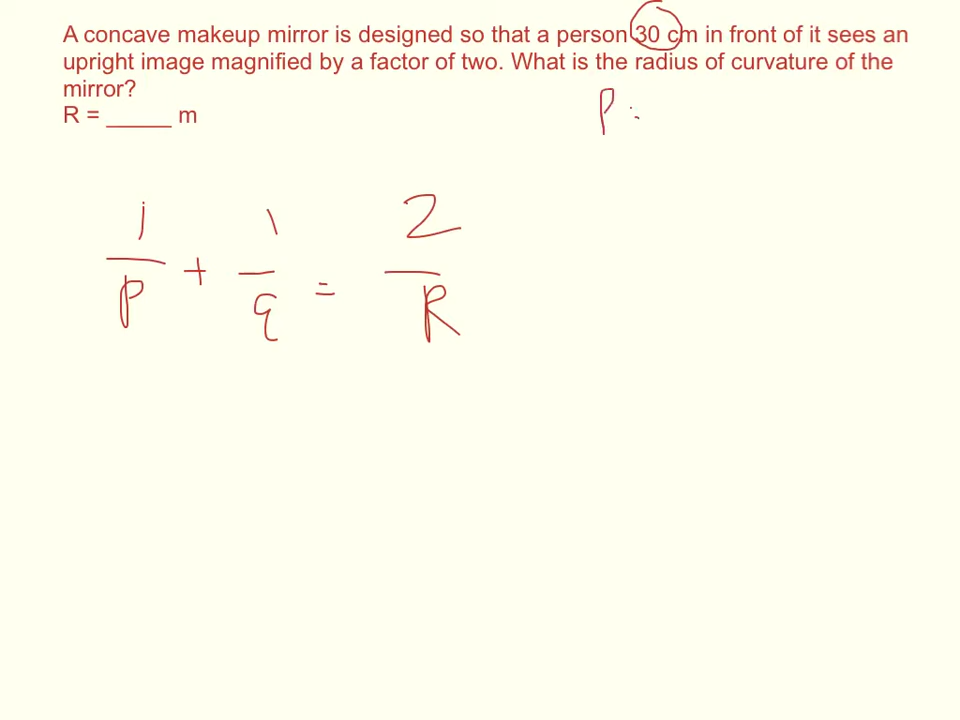 A concave makeup mirror is designed so that a person 30 cm in front of it sees an
upright image magnified by a factor of two. What is the radius of curvature of the
mirror?
R = _____ m
P :
1/p + 1/q = 2/R